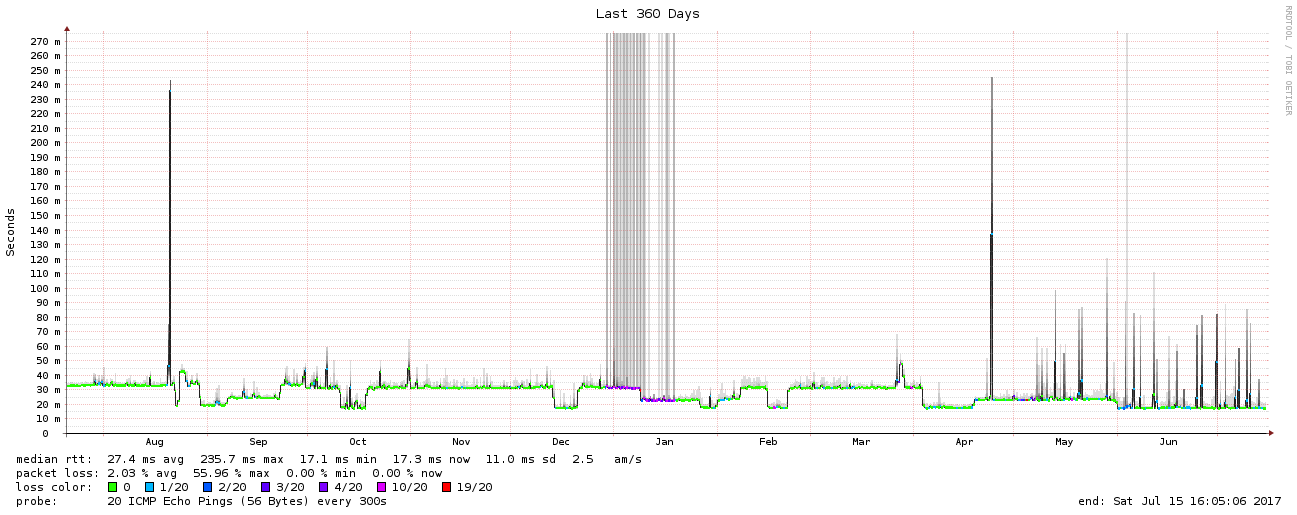 Last 360 Days
RRDTOOL / TOBI OETIKER
Seconds
270 m
260 m
250 m
240 m
230 m
220 m
210 m
200 m
190 m
180 m
170 m
160 m
150 m
140 m
130 m
120 m
110 m
100 m
90 m
80 m
70 m
60 m
50 m
40 m
30 m
20 m
10 m
0
Aug Sep Oct Nov Dec Jan Feb Mar Apr May Jun
median rtt: 27.4 ms avg 235.7 ms max 17.1 ms min 17.3 ms now 11.0 ms sd 2.5 am/s
packet loss: 2.03 % avg 55.96 % max 0.00 % min 0.00 % now
loss color: 0 1/20 2/20 3/20 4/20 10/20 19/20
probe: 20 ICMP Echo Pings (56 Bytes) every 300s end: Sat Jul 15 16:05:06 2017